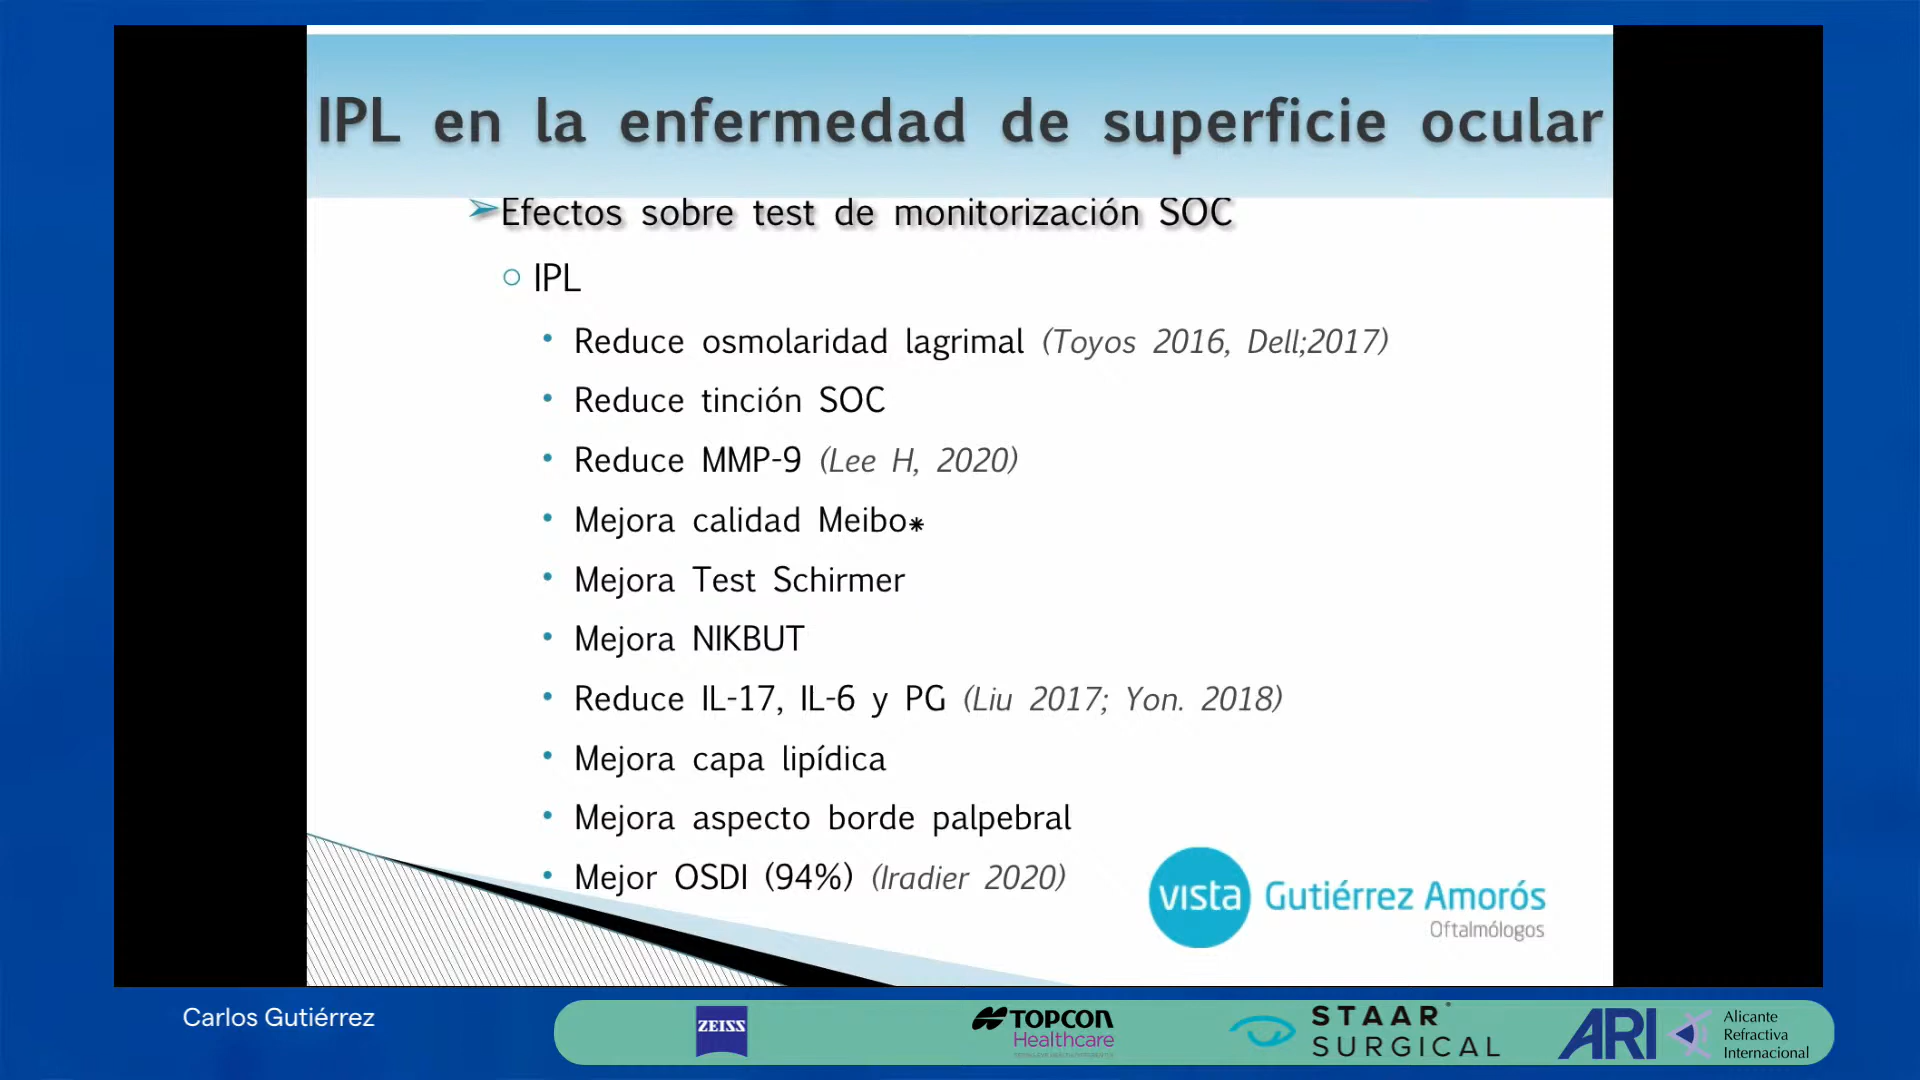 IPL en la enfermedad de superficie ocular
➢Efectos sobre test de monitorización SOC
○ IPL
• Reduce osmolaridad lagrimal (Toyos 2016, Dell;2017)
• Reduce tinción SOC
• Reduce MMP-9 (Lee H, 2020)
• Mejora calidad Meibo*
• Mejora Test Schirmer
• Mejora NIKBUT
• Reduce IL-17, IL-6 y PG (Liu 2017; Yon. 2018)
• Mejora capa lipídica
• Mejora aspecto borde palpebral
• Mejor OSDI (94%) (Iradier 2020)
vista Gutiérrez Amorós
Oftalmólogos
Carlos Gutiérrez
ZEISS
TOPCON
Healthcare
STAAR
SURGICAL
ARI
Alicante
Refractiva
Internacional